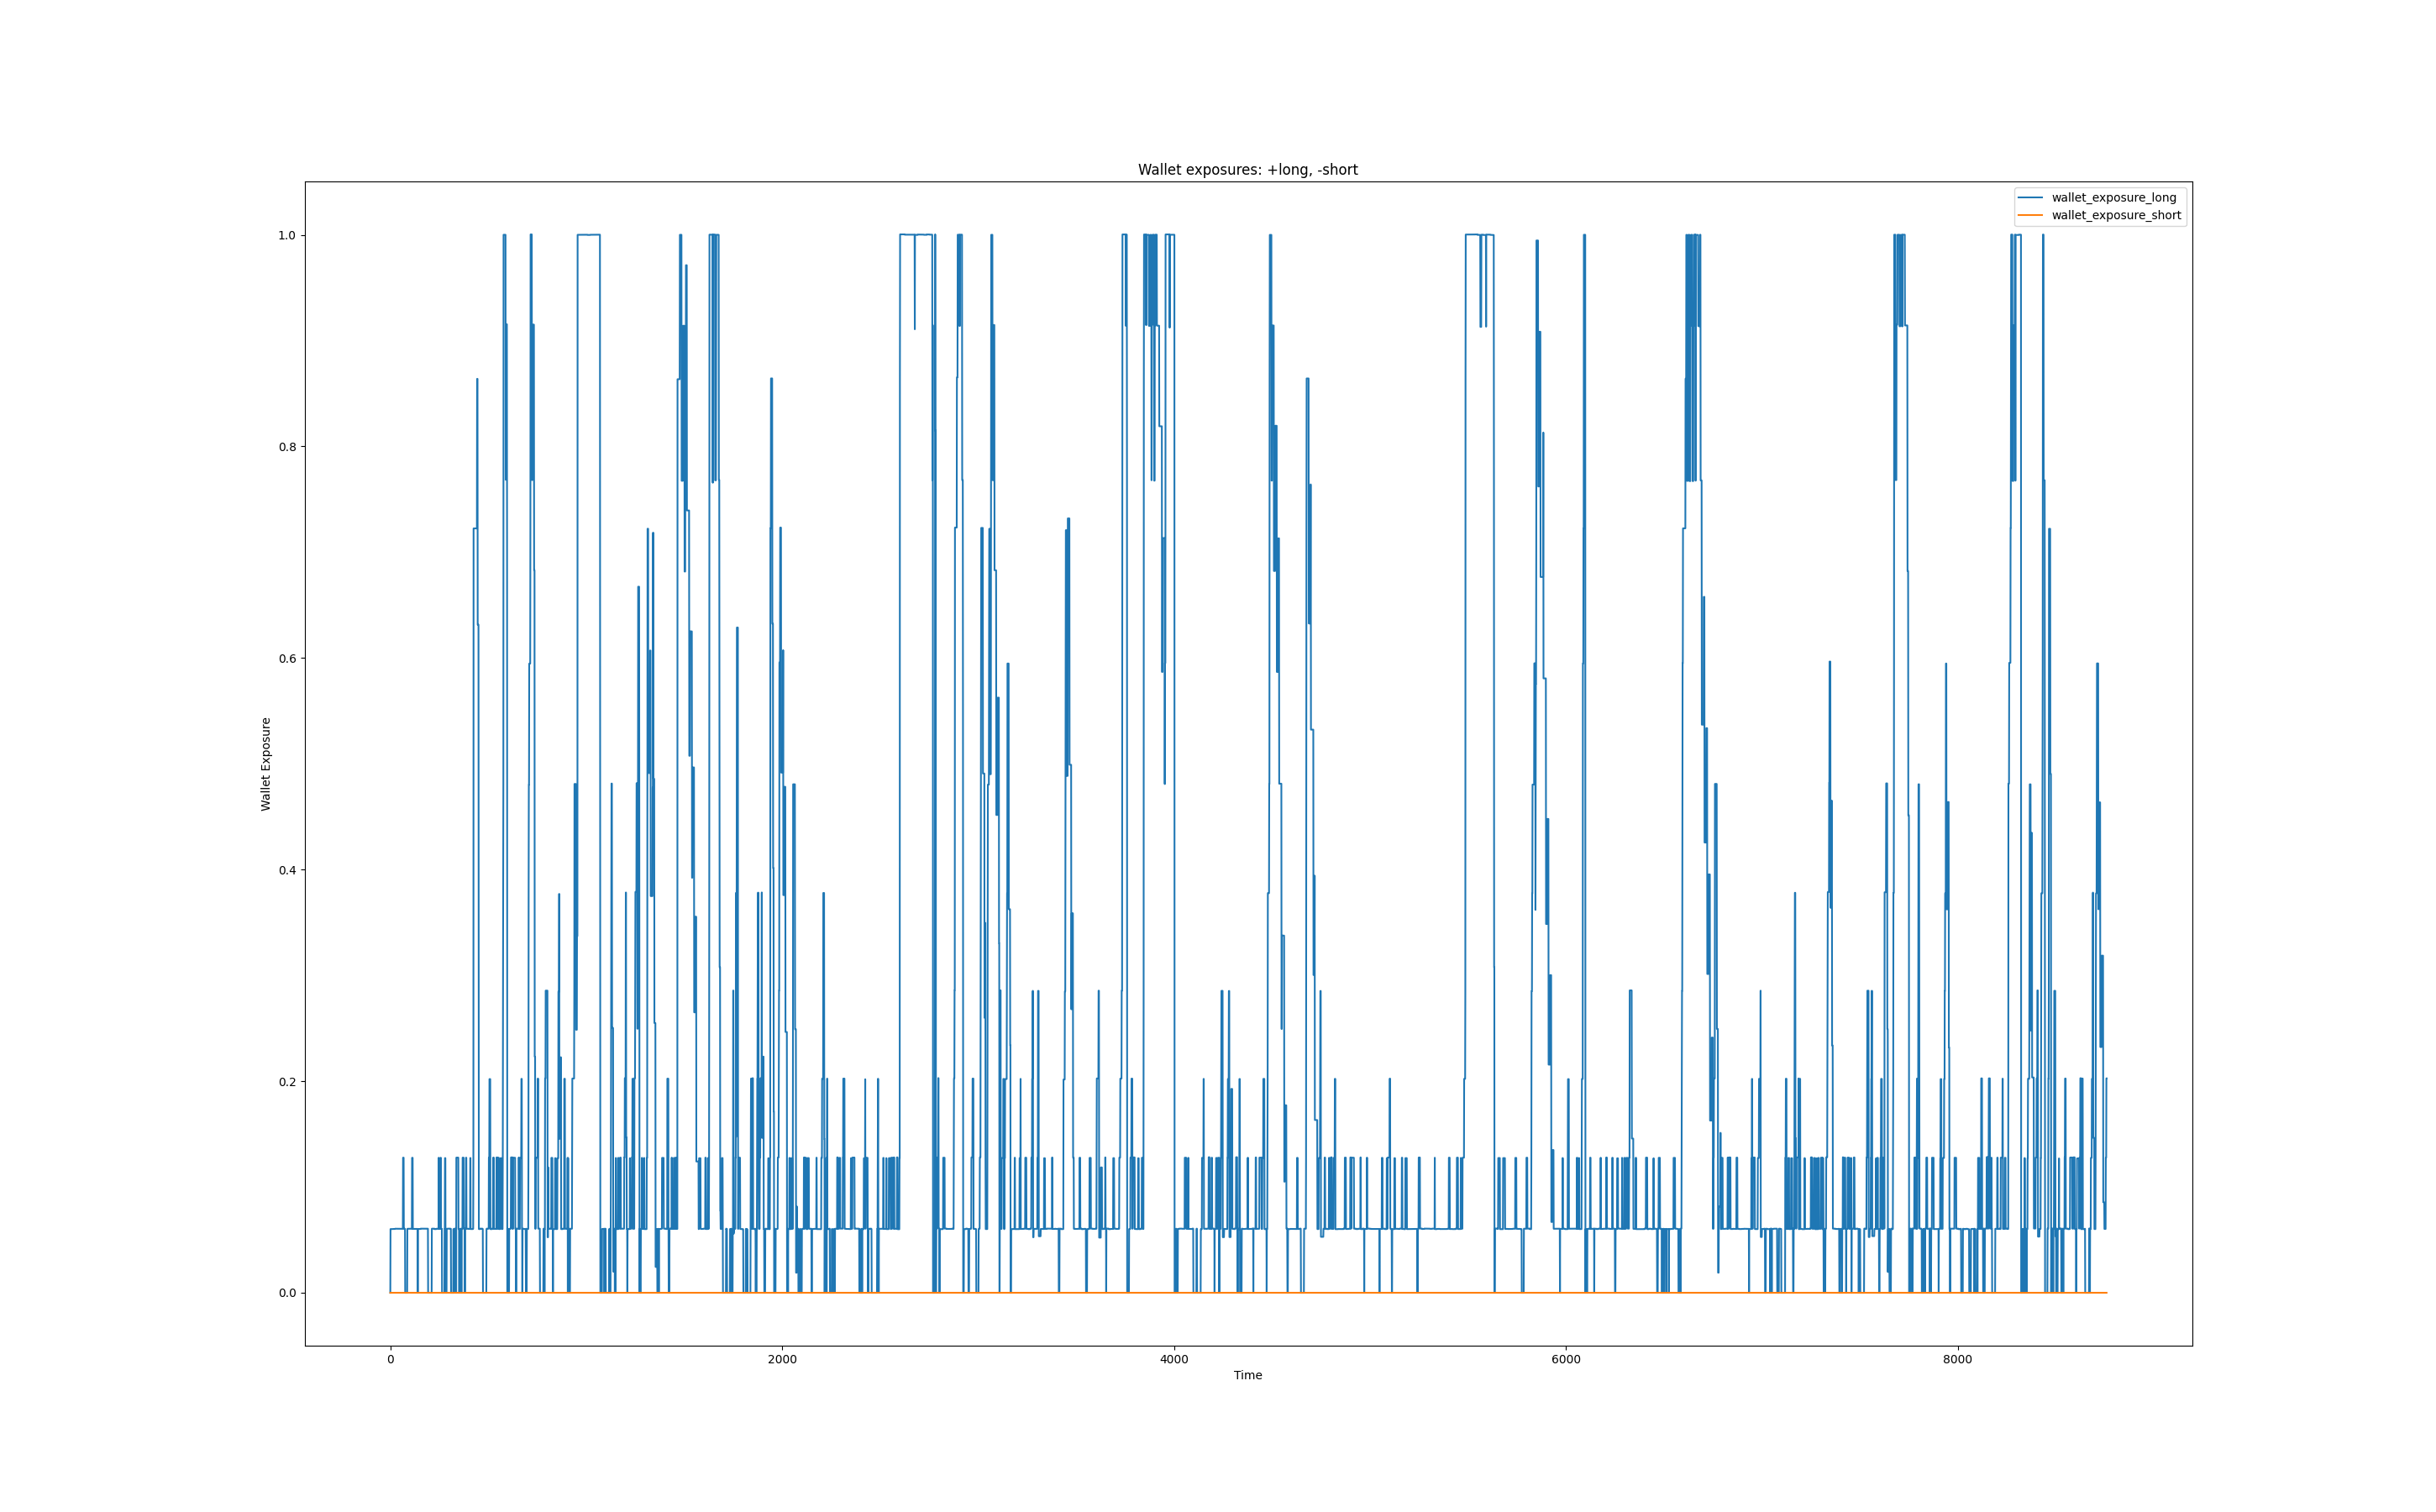 Wallet exposures: +long, -short
wallet_exposure_long
wallet_exposure_short
1.0
0.8
0.6
0.4
0.2
0.0
Wallet Exposure
0 2000 4000 6000 8000
Time